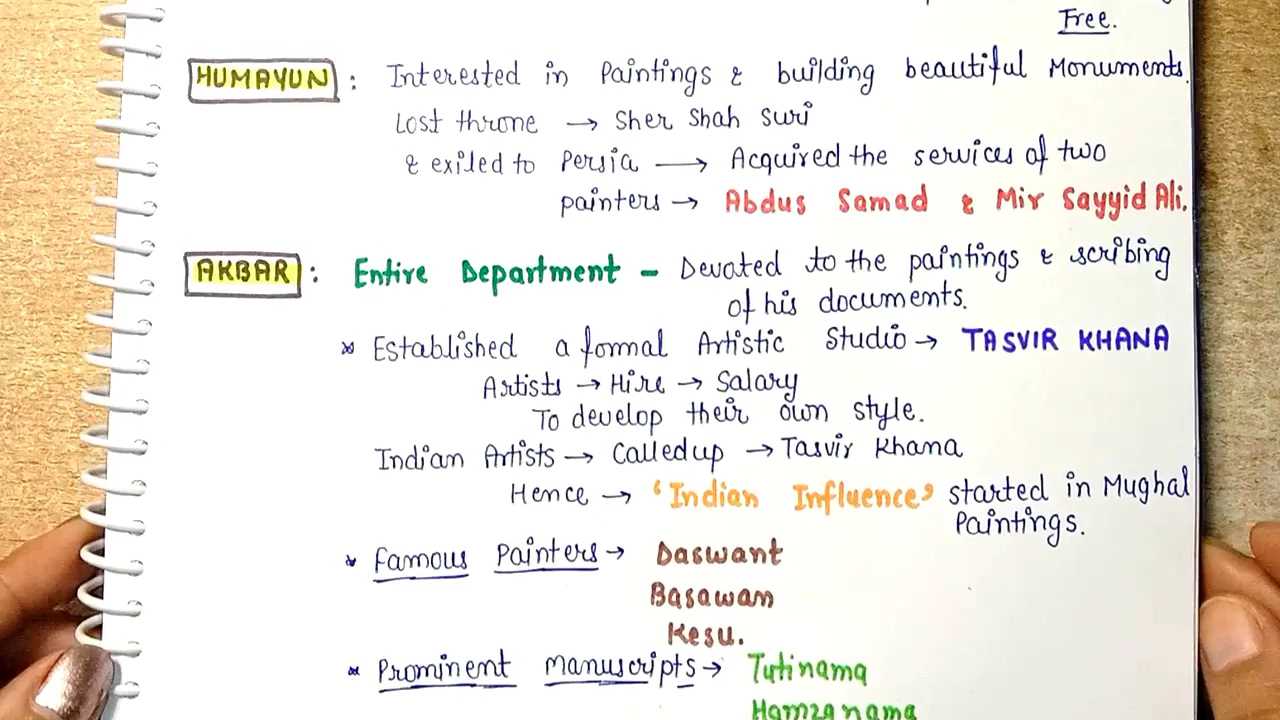 Free.
HUMAYUN : Interested in Paintings & building beautiful Monuments.
Lost throne → Sher Shah Suri
& exiled to Persia → Acquired the services of two
painters → Abdus Samad & Mir Sayyid Ali.
AKBAR : Entire Department - Devoted to the paintings & scribing
of his documents.
* Established a formal Artistic Studio → TASVIR KHANA
Artists → Hire → Salary
To develop their own style.
Indian Artists → Called up → Tasvir Khana
Hence → 'Indian Influence' started in Mughal
Paintings.
* Famous Painters → Daswant
Basawan
Kesu.
* Prominent manuscripts → Tutinama
Hamzanama